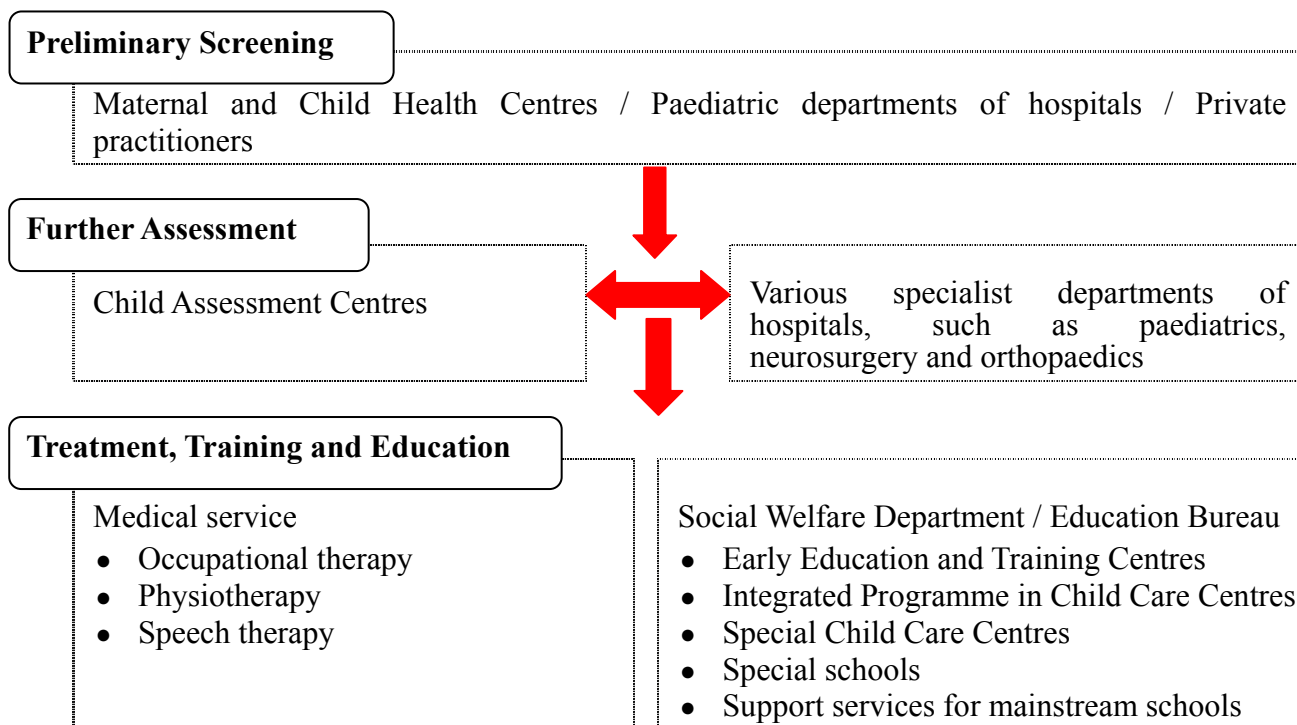 Preliminary Screening
Maternal and Child Health Centres / Paediatric departments of hospitals / Private
practitioners
Further Assessment
Child Assessment Centres
Various specialist departments of
hospitals, such as paediatrics,
neurosurgery and orthopaedics
Treatment, Training and Education
Medical service
● Occupational therapy
● Physiotherapy
● Speech therapy
Social Welfare Department / Education Bureau
● Early Education and Training Centres
● Integrated Programme in Child Care Centres
● Special Child Care Centres
● Special schools
● Support services for mainstream schools